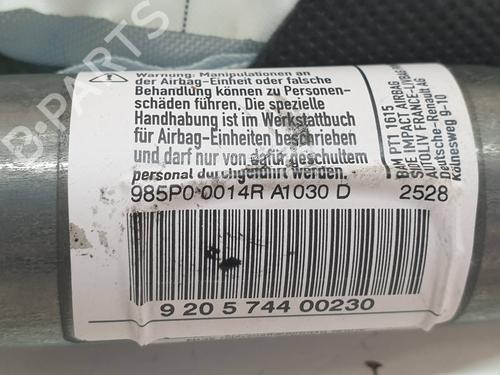 Warnung: Manipulationen an
der Airbag-Einheit oder falsche
Behandlung können zu Personen-
schäden führen. Die spezielle
Handhabung ist im Werkstattbuch
für Airbag-Einheiten beschrieben
und darf nur von dafür geschultem
personal durchgeführt werden.
985P0 0014R A1030 D 2528
9 20 5 744 00230
BAM PT1 1615
SIDE IMPACT AIRBAG
AUTOLIV FRANCE-LIVBAG
Deutsche-Renault AG
Kölnesweg 9-10
B-PARTS